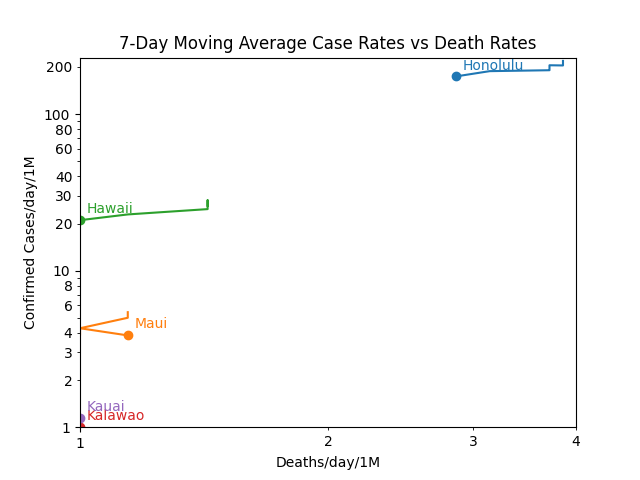 7-Day Moving Average Case Rates vs Death Rates
Confirmed Cases/day/1M
200
100
80
60
40
30
20
10
8
6
4
3
2
1
Honolulu
Hawaii
Maui
Kauai
Kalawao
1
2
3
4
Deaths/day/1M